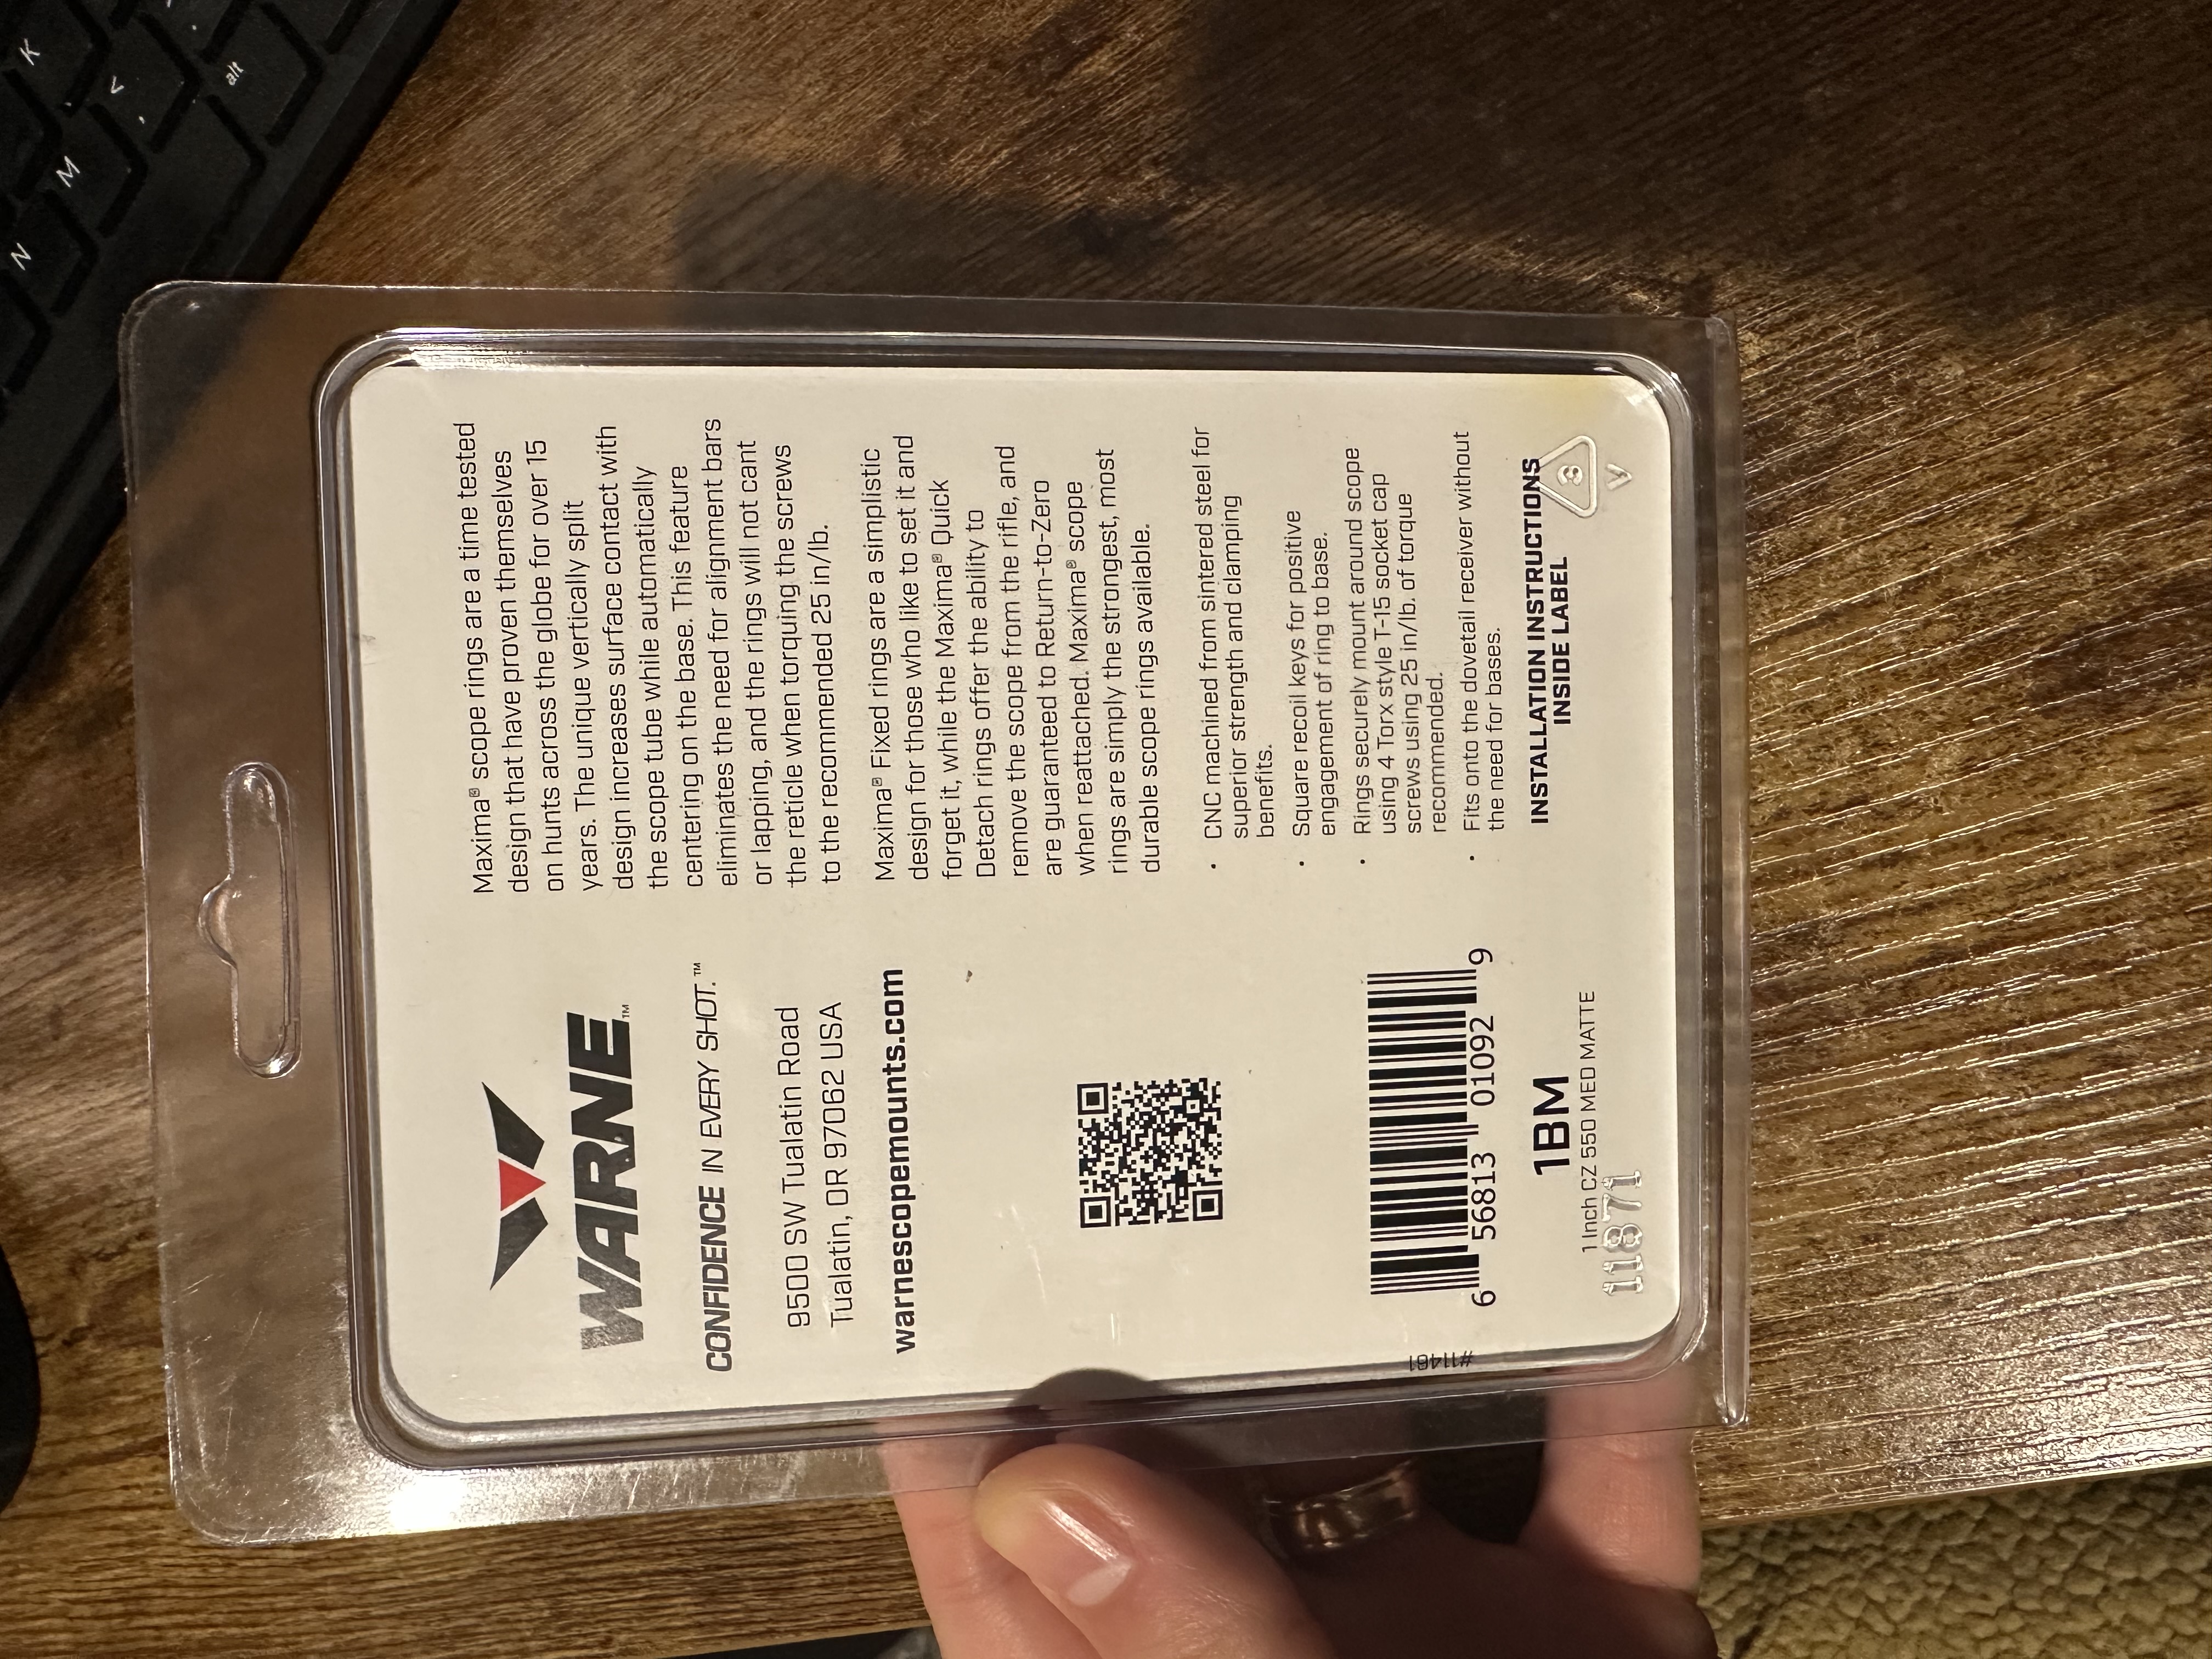 WARNE™
CONFIDENCE IN EVERY SHOT.™
9500 SW Tualatin Road
Tualatin, OR 97062 USA
warnescopemounts.com
6 56813 01092 9
1BM
1 Inch CZ 550 MED MATTE
11871
#11461
Maxima® scope rings are a time tested
design that have proven themselves
on hunts across the globe for over 15
years. The unique vertically split
design increases surface contact with
the scope tube while automatically
centering on the base. This feature
eliminates the need for alignment bars
or lapping, and the rings will not cant
the reticle when torquing the screws
to the recommended 25 in/lb.
Maxima® Fixed rings are a simplistic
design for those who like to set it and
forget it, while the Maxima® Quick
Detach rings offer the ability to
remove the scope from the rifle, and
are guaranteed to Return-to-Zero
when reattached. Maxima® scope
rings are simply the strongest, most
durable scope rings available.
• CNC machined from sintered steel for
superior strength and clamping
benefits.
• Square recoil keys for positive
engagement of ring to base.
• Rings securely mount around scope
using 4 Torx style T-15 socket cap
screws using 25 in/lb. of torque
recommended.
• Fits onto the dovetail receiver without
the need for bases.
INSTALLATION INSTRUCTIONS
INSIDE LABEL
3
V
K
<
,
alt
M
N